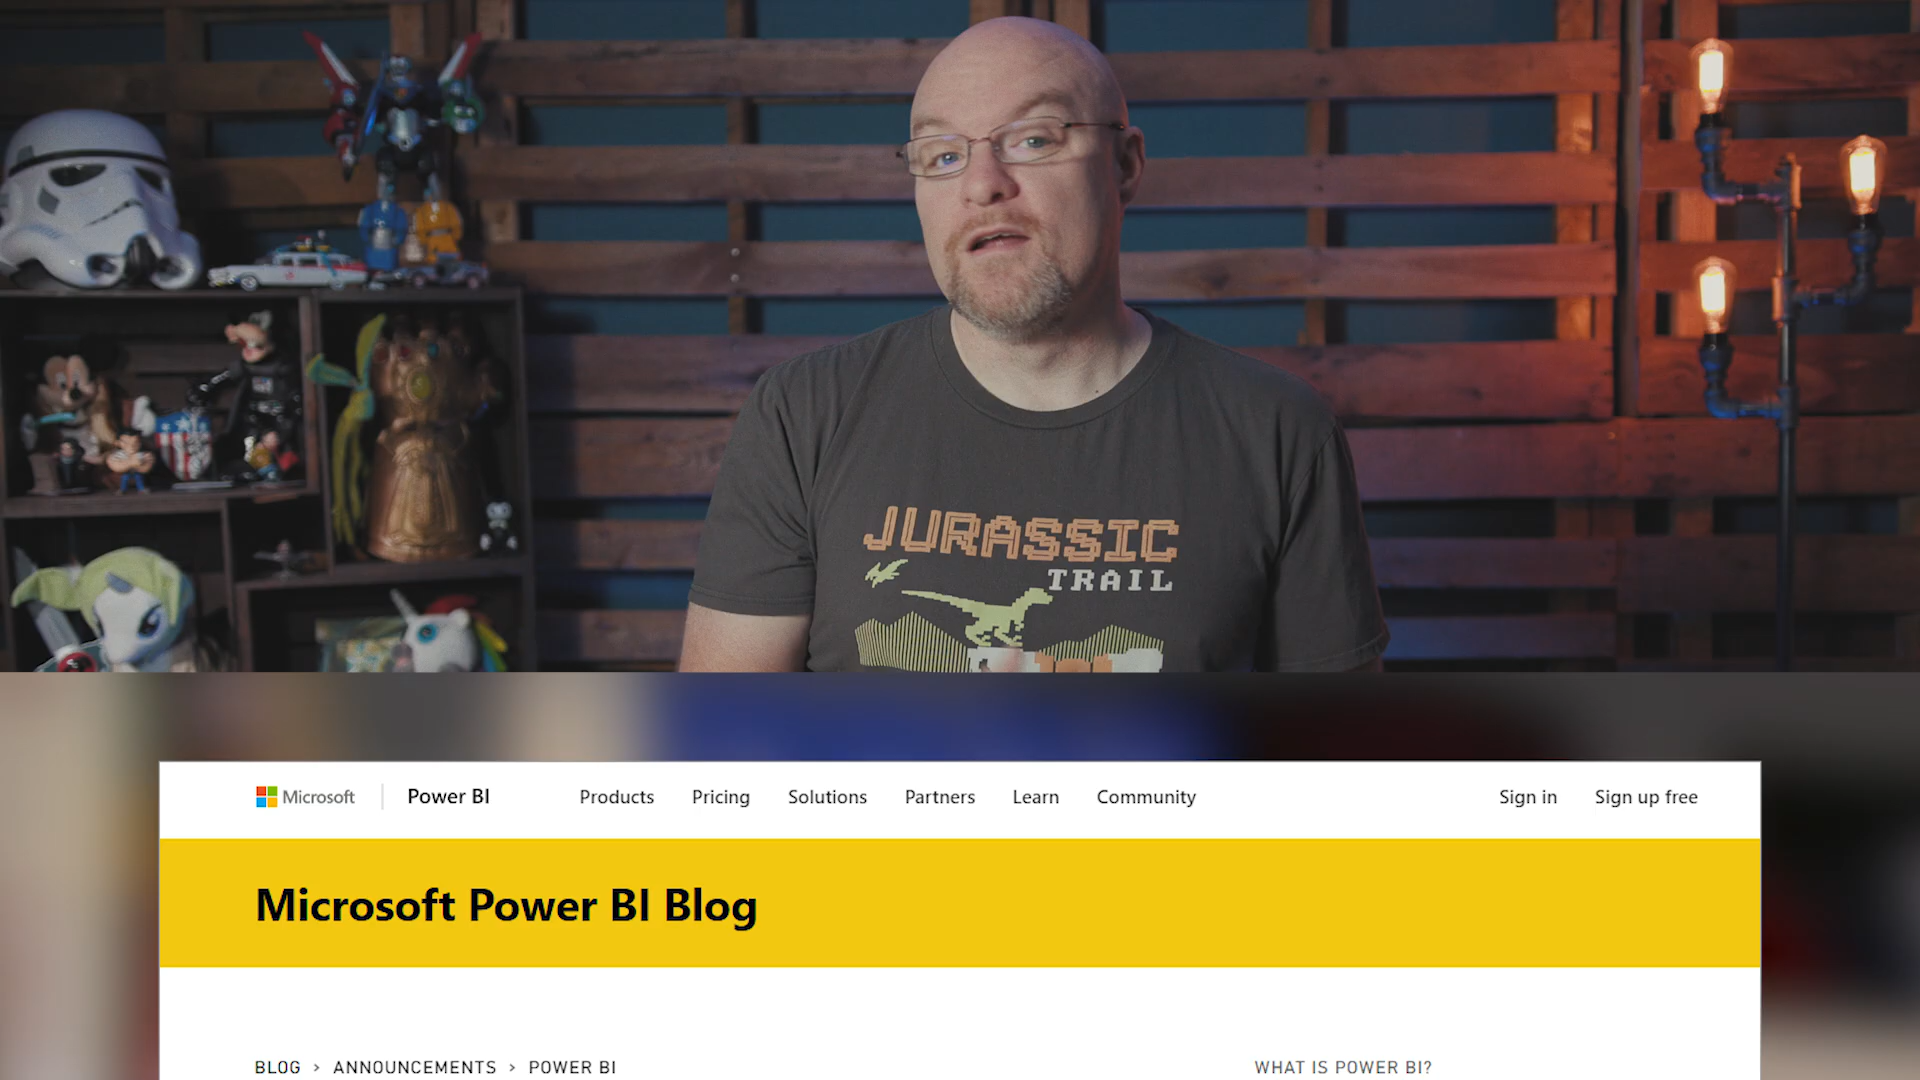 JURASSIC
TRAIL
Microsoft | Power BI Products Pricing Solutions Partners Learn Community Sign in Sign up free
Microsoft Power BI Blog
BLOG > ANNOUNCEMENTS > POWER BI
WHAT IS POWER BI?